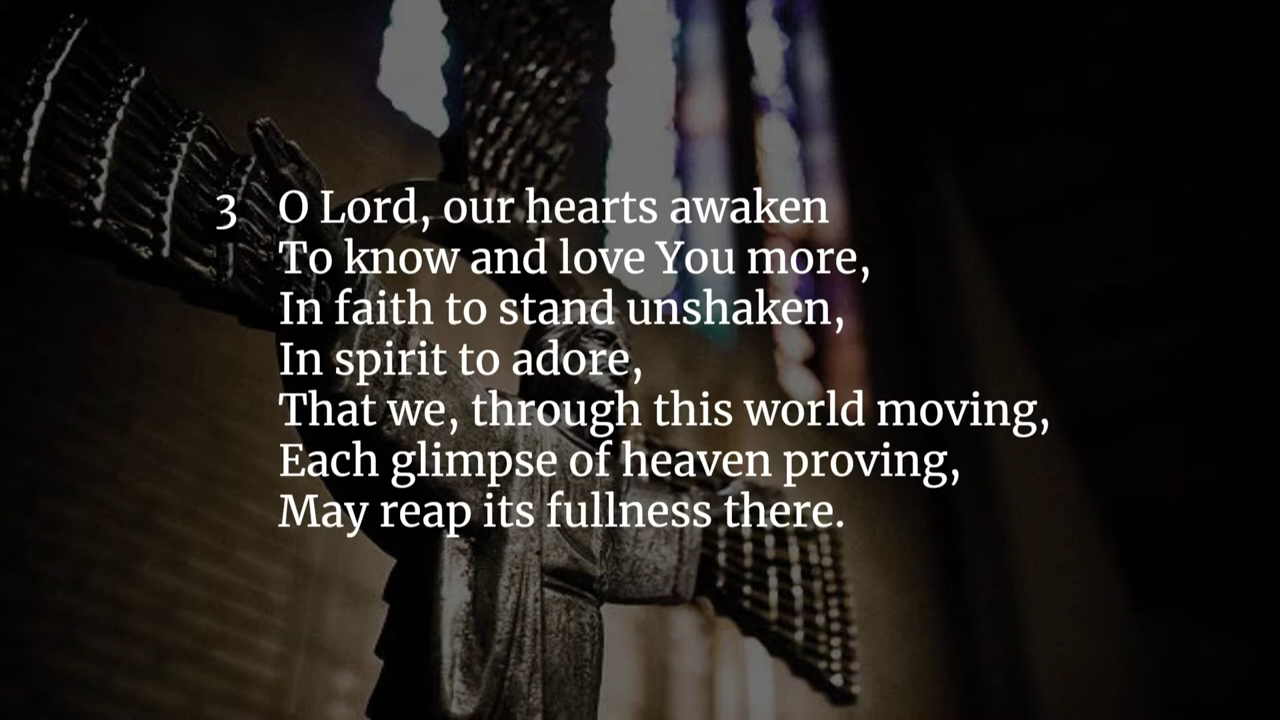 3 O Lord, our hearts awaken
To know and love You more,
In faith to stand unshaken,
In spirit to adore,
That we, through this world moving,
Each glimpse of heaven proving,
May reap its fullness there.